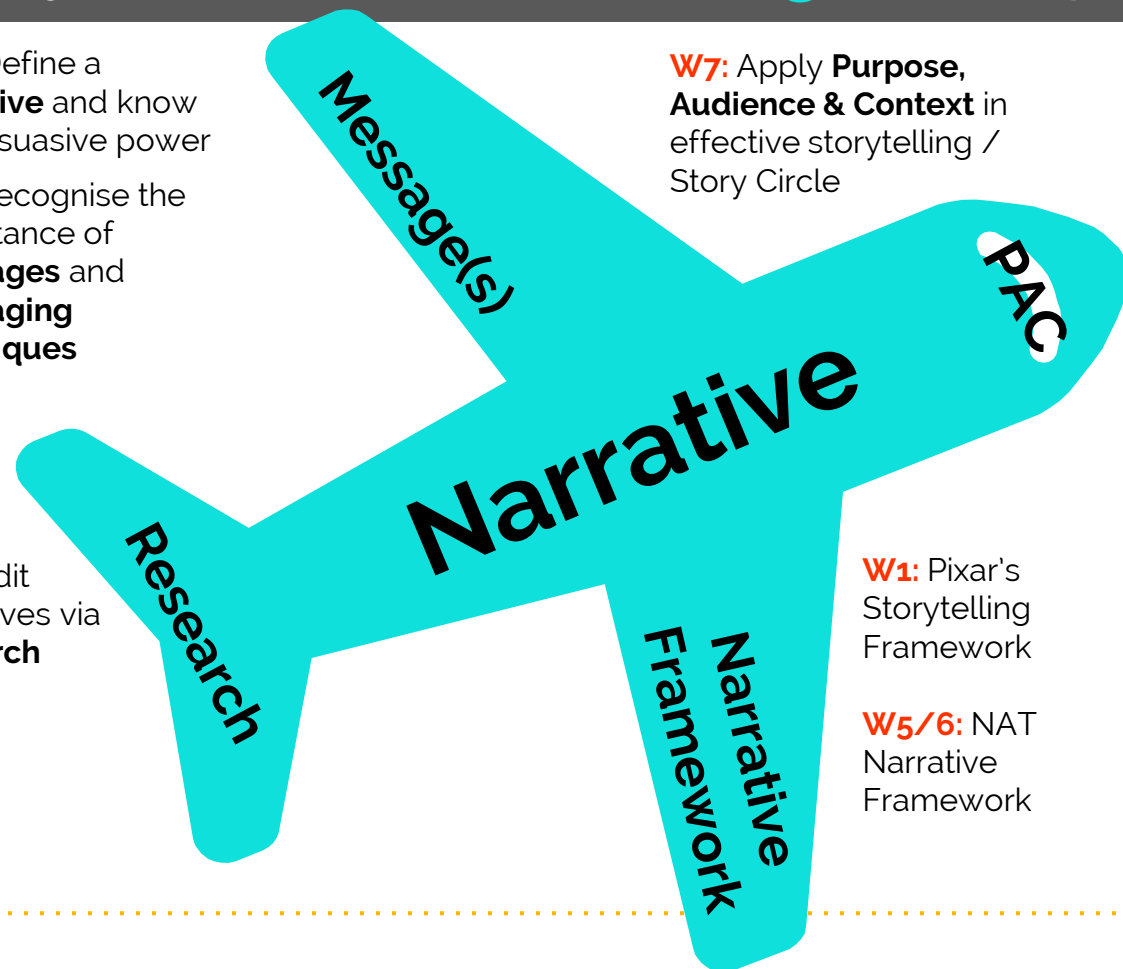 efine a
ive and know
suasive power
ecognise the
tance of
ages and
aging
iques
Message(s)
W7: Apply Purpose,
Audience & Context in
effective storytelling /
Story Circle
PAC
Narrative
Research
dit
ves via
rch
Narrative
Framework
W1: Pixar's
Storytelling
Framework
W5/6: NAT
Narrative
Framework